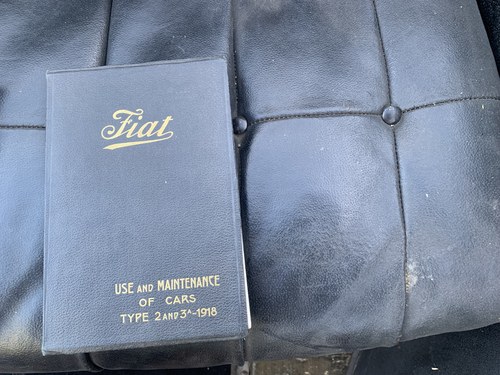 Fiat
USE AND MAINTENANCE
OF CARS
TYPE 2 AND 3A-1918